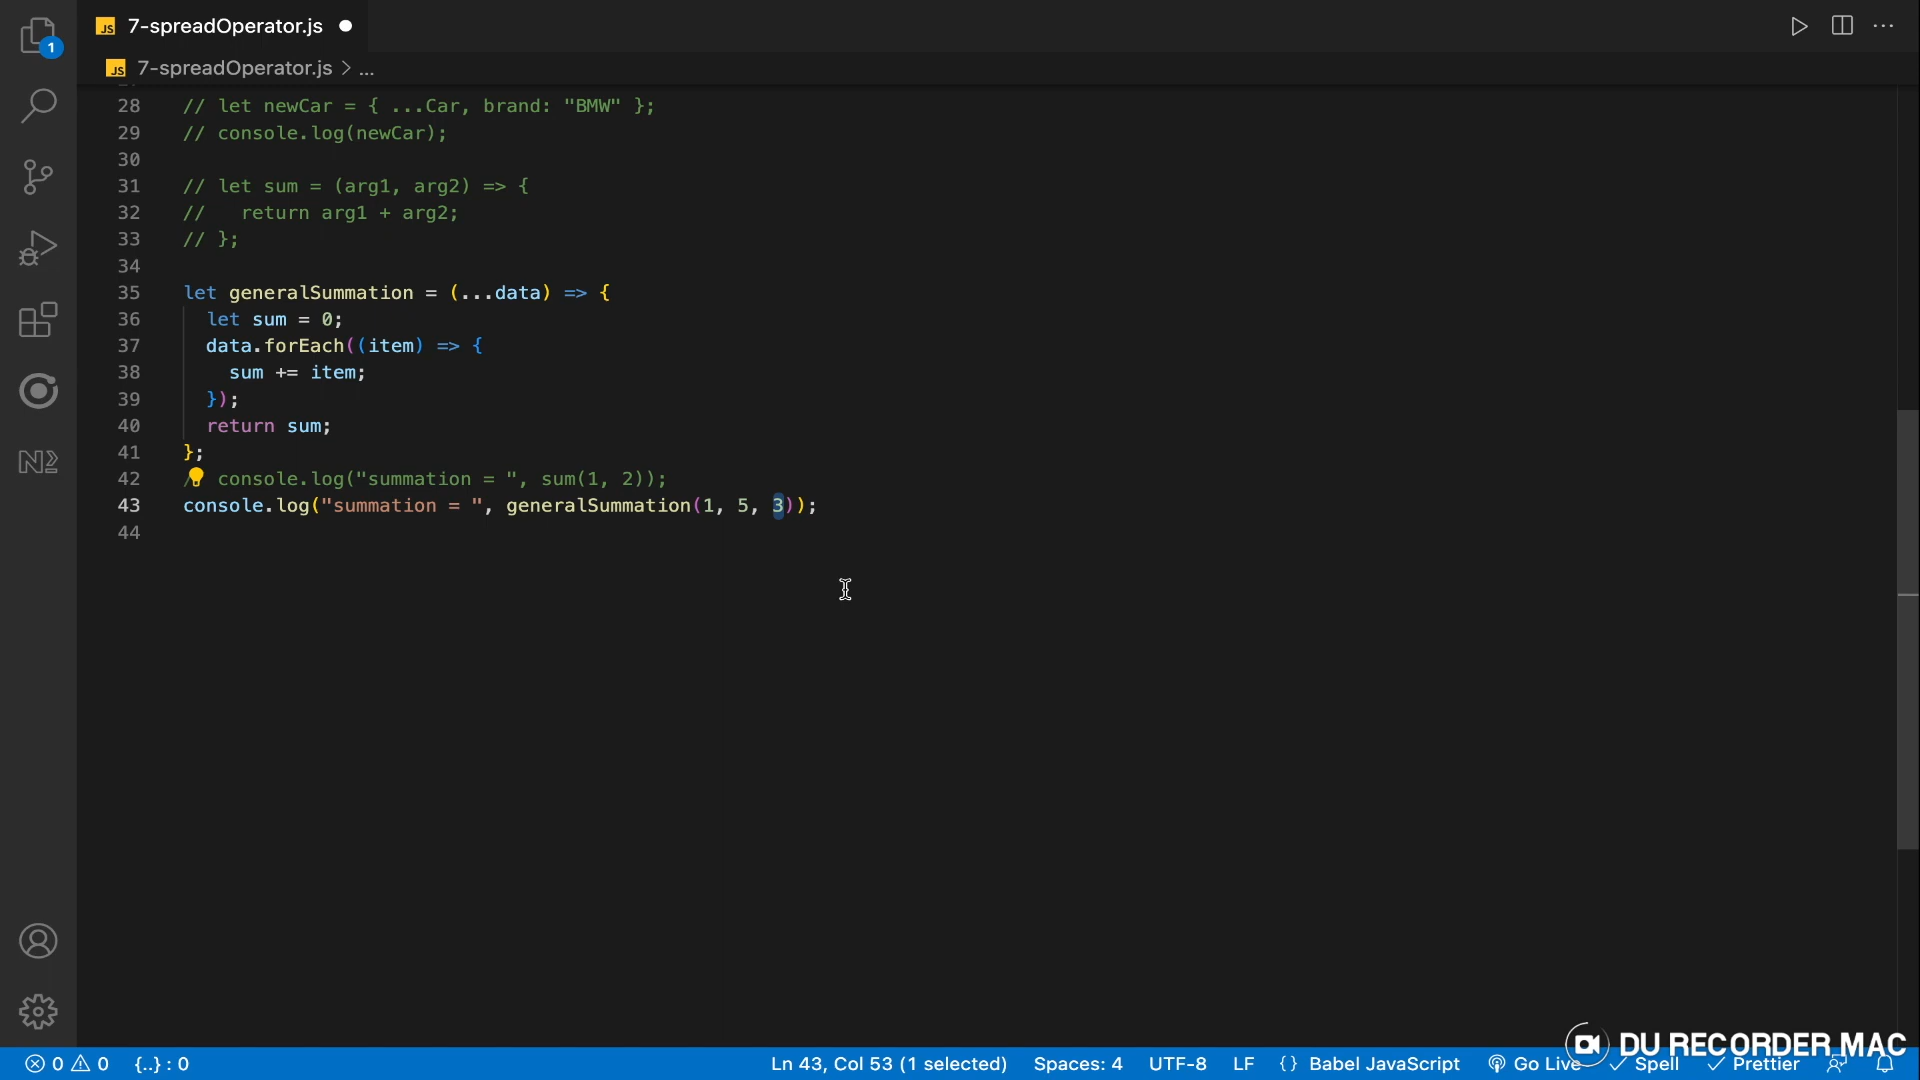 7-spreadOperator.js
1
7-spreadOperator.js > ...
28 // let newCar = { ...Car, brand: "BMW" };
29 // console.log(newCar);
30
31 // let sum = (arg1, arg2) => {
32 //   return arg1 + arg2;
33 // };
34
35 let generalSummation = (...data) => {
36   let sum = 0;
37   data.forEach((item) => {
38     sum += item;
39   });
40   return sum;
41 };
42 console.log("summation = ", sum(1, 2));
43 console.log("summation = ", generalSummation(1, 5, 3));
44
DU RECORDER MAC
0 0 {..} : 0 Ln 43, Col 53 (1 selected) Spaces: 4 UTF-8 LF {} Babel JavaScript Go Live Spell Prettier